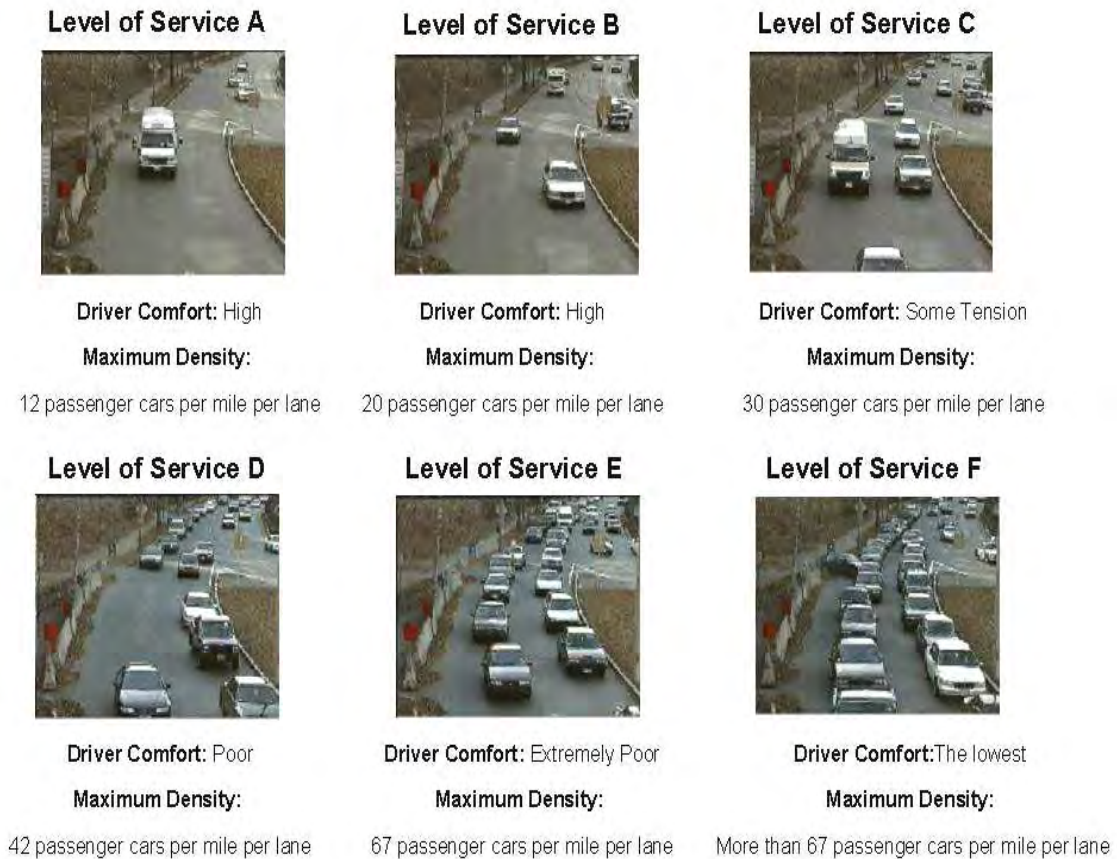 Level of Service A
Level of Service B
Level of Service C
Driver Comfort: High
Driver Comfort: High
Driver Comfort: Some Tension
Maximum Density:
Maximum Density:
Maximum Density:
12 passenger cars per mile per lane
20 passenger cars per mile per lane
30 passenger cars per mile per lane
Level of Service D
Level of Service E
Level of Service F
Driver Comfort: Poor
Driver Comfort: Extremely Poor
Driver Comfort:The lowest
Maximum Density:
Maximum Density:
Maximum Density:
42 passenger cars per mile per lane
67 passenger cars per mile per lane
More than 67 passenger cars per mile per lane